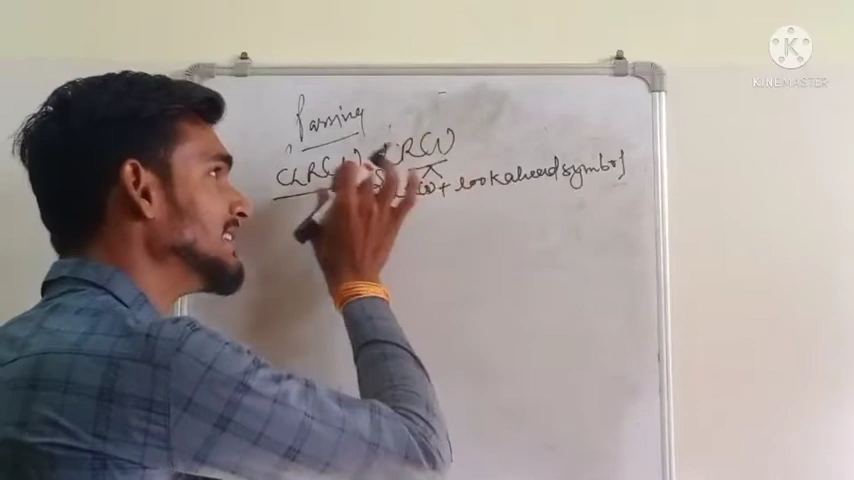 Parsing
CLR(1) LR(1)
LR(0) + lookahead symbol
KINEMASTER